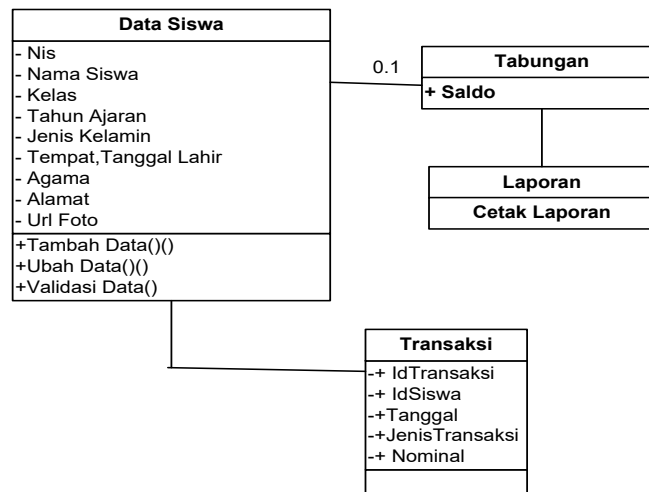 Data Siswa
- Nis
- Nama Siswa
- Kelas
- Tahun Ajaran
- Jenis Kelamin
- Tempat,Tanggal Lahir
- Agama
- Alamat
- Url Foto
+Tambah Data()()
+Ubah Data()()
+Validasi Data()
0.1
Tabungan
+ Saldo
Laporan
Cetak Laporan
Transaksi
-+ IdTransaksi
-+ IdSiswa
-+Tanggal
-+JenisTransaksi
-+ Nominal